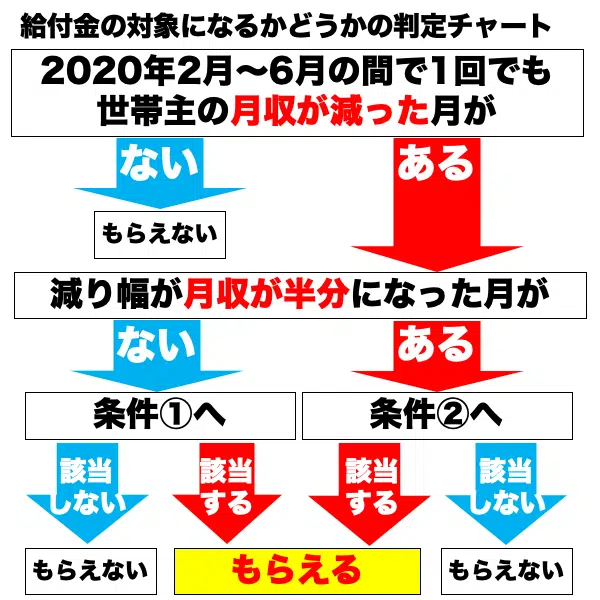 給付金の対象になるかどうかの判定チャート
2020年2月〜6月の間で1回でも
世帯主の月収が減った月が
ない
ある
もらえない
減り幅が月収が半分になった月が
ない
ある
条件①へ
条件②へ
該当
しない
該当
する
該当
する
該当
しない
もらえない
もらえる
もらえない